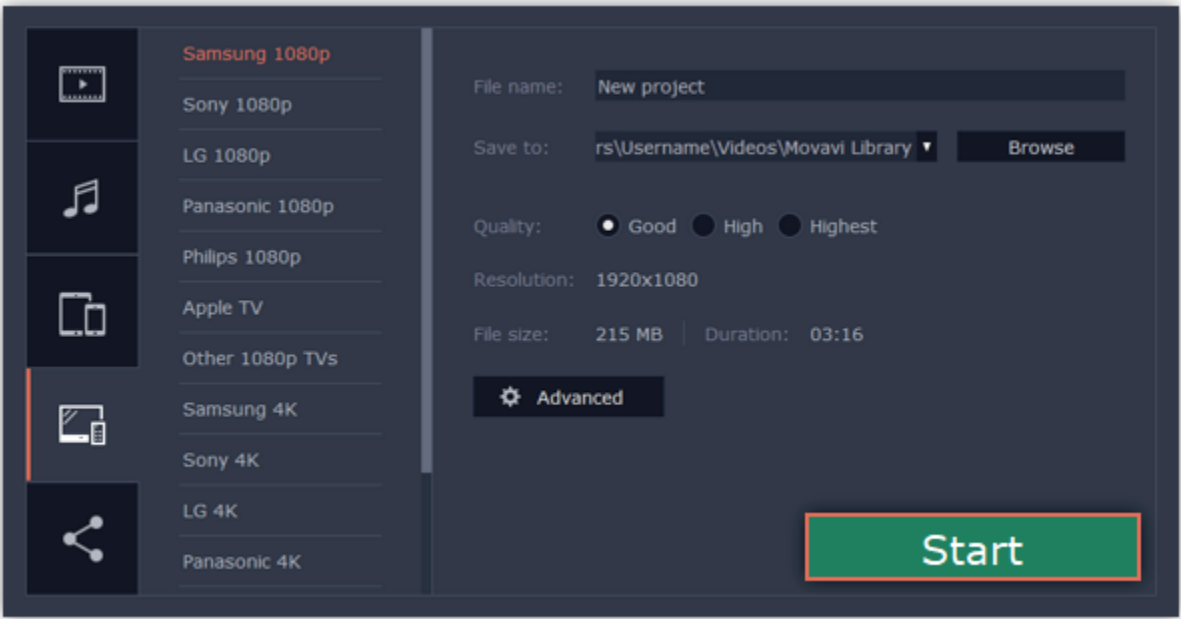 Samsung 1080p
Sony 1080p
LG 1080p
Panasonic 1080p
Philips 1080p
Apple TV
Other 1080p TVs
Samsung 4K
Sony 4K
LG 4K
Panasonic 4K
File name: New project
Save to: rs\Username\Videos\Movavi Library Browse
Quality: Good High Highest
Resolution: 1920x1080
File size: 215 MB Duration: 03:16
Advanced
Start